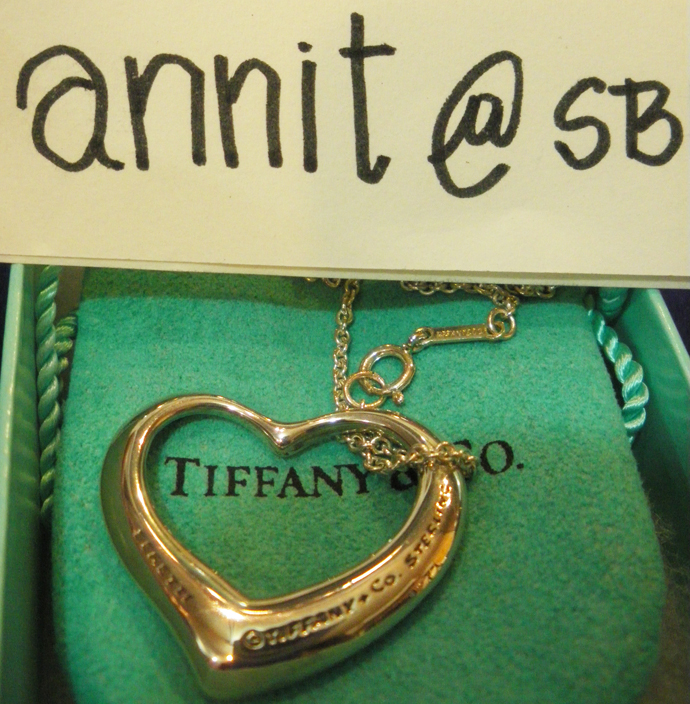 annit @ SB
TIFFANY & CO.
©TIFFANY + Co. STERLING